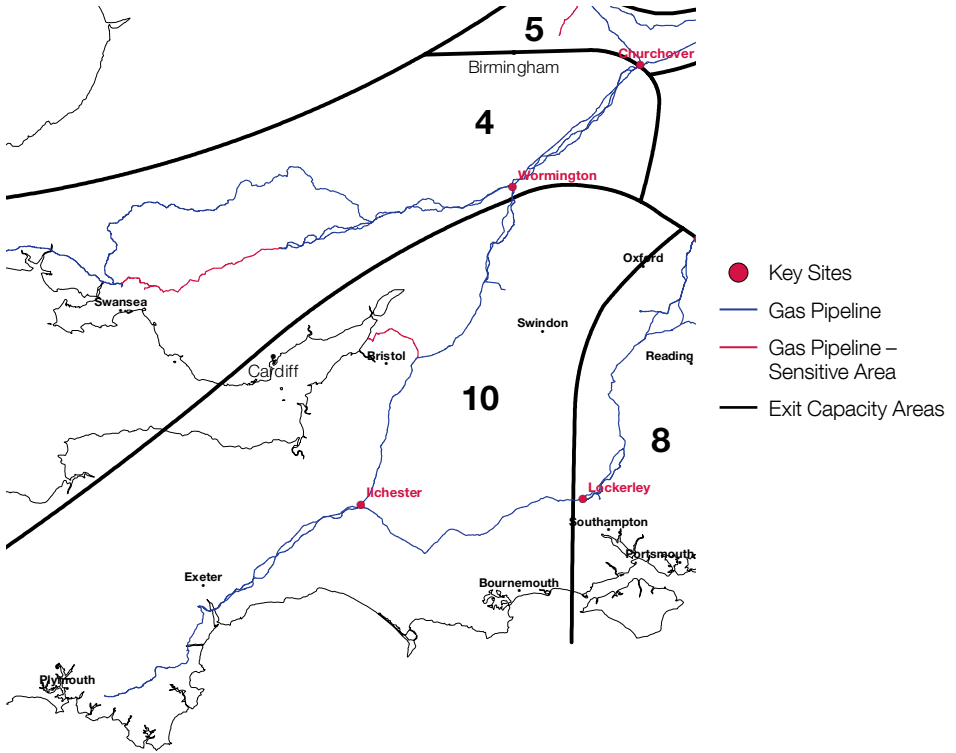 5
Churchover
Birmingham
4
Wormington
Oxford
Swansea
Swindon
Bristol
Reading
Cardiff
10
8
Ilchester
Lockerley
Southampton
Portsmouth
Exeter
Bournemouth
Plymouth
Key Sites
Gas Pipeline
Gas Pipeline –
Sensitive Area
Exit Capacity Areas